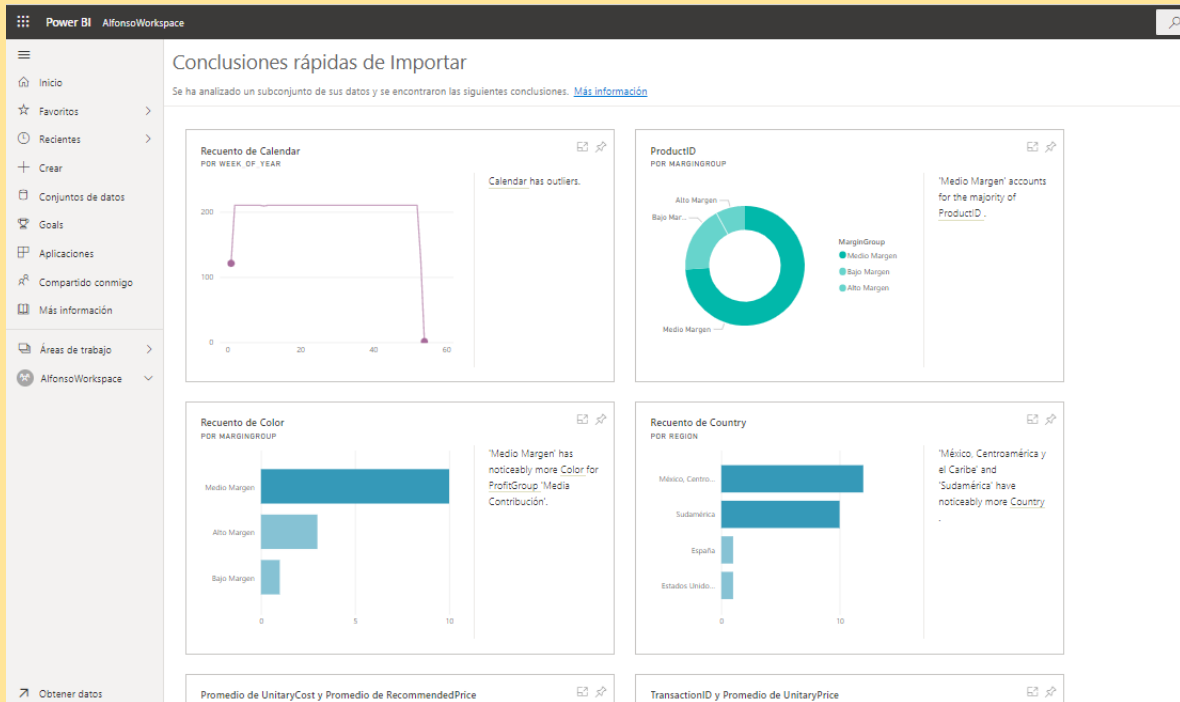 Power BI AlfonsoWorkspace
Inicio
Favoritos
Recientes
Crear
Conjuntos de datos
Goals
Aplicaciones
Compartido conmigo
Más información
Áreas de trabajo
AlfonsoWorkspace
Obtener datos
Conclusiones rápidas de Importar
Se ha analizado un subconjunto de sus datos y se encontraron las siguientes conclusiones. Más información
Recuento de Calendar
POR WEEK_OF_YEAR
200
100
0
0 20 40 60
Calendar has outliers.
ProductID
POR MARGINGROUP
Alto Margen
Bajo Mar...
Medio Margen
MarginGroup
Medio Margen
Bajo Margen
Alto Margen
'Medio Margen' accounts
for the majority of
ProductID .
Recuento de Color
POR MARGINGROUP
Medio Margen
Alto Margen
Bajo Margen
0 5 10
'Medio Margen' has
noticeably more Color for
ProfitGroup 'Media
Contribución'.
Recuento de Country
POR REGION
México, Centro...
Sudamérica
España
Estados Unido...
0 10
'México, Centroamérica y
el Caribe' and
'Sudamérica' have
noticeably more Country
.
Promedio de UnitaryCost y Promedio de RecommendedPrice
TransactionID y Promedio de UnitaryPrice